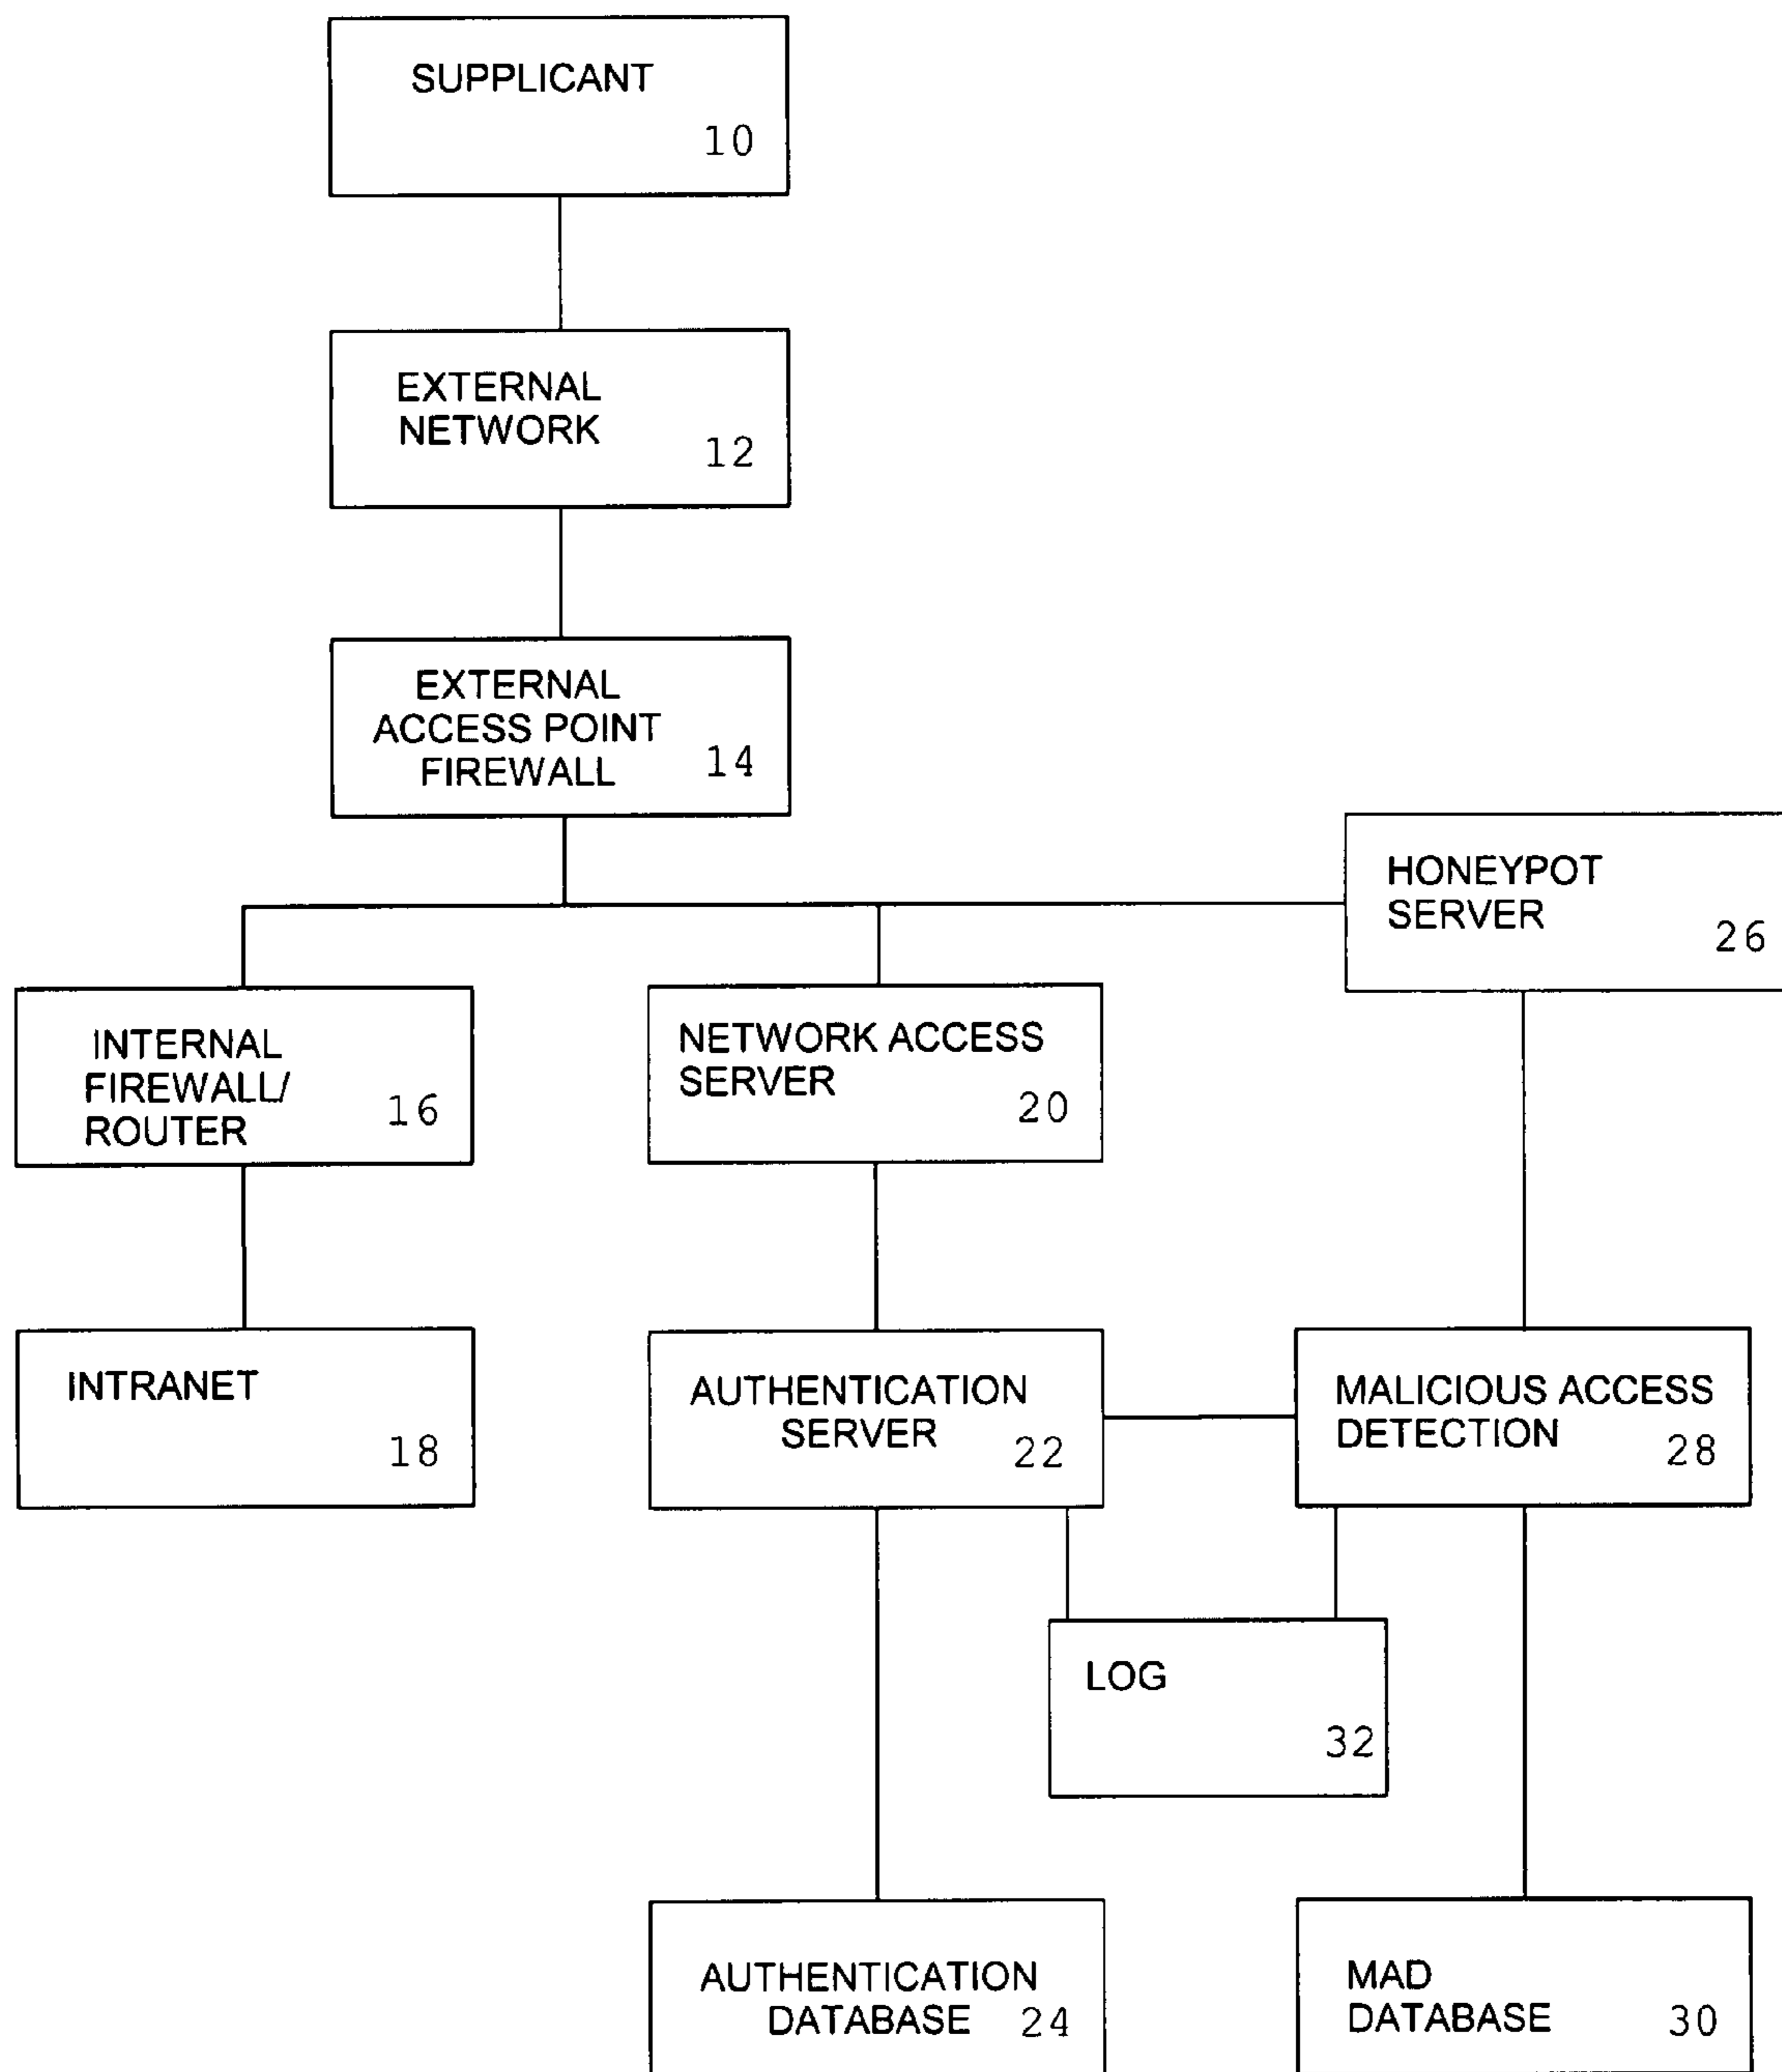 SUPPLICANT
10
EXTERNAL
NETWORK
12
EXTERNAL
ACCESS POINT
FIREWALL
14
HONEYPOT
SERVER
26
INTERNAL
FIREWALL/
ROUTER
16
NETWORK ACCESS
SERVER
20
INTRANET
18
AUTHENTICATION
SERVER
22
MALICIOUS ACCESS
DETECTION
28
LOG
32
AUTHENTICATION
DATABASE
24
MAD
DATABASE
30